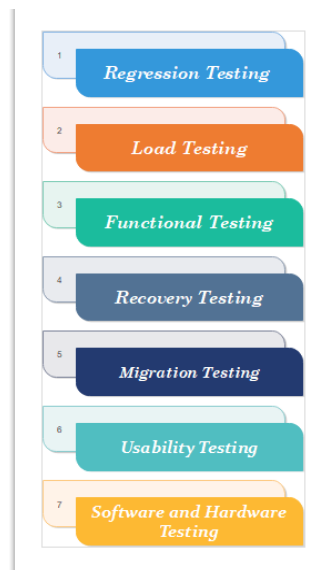 1
Regression Testing
2
Load Testing
3
Functional Testing
4
Recovery Testing
5
Migration Testing
6
Usability Testing
7
Software and Hardware
Testing